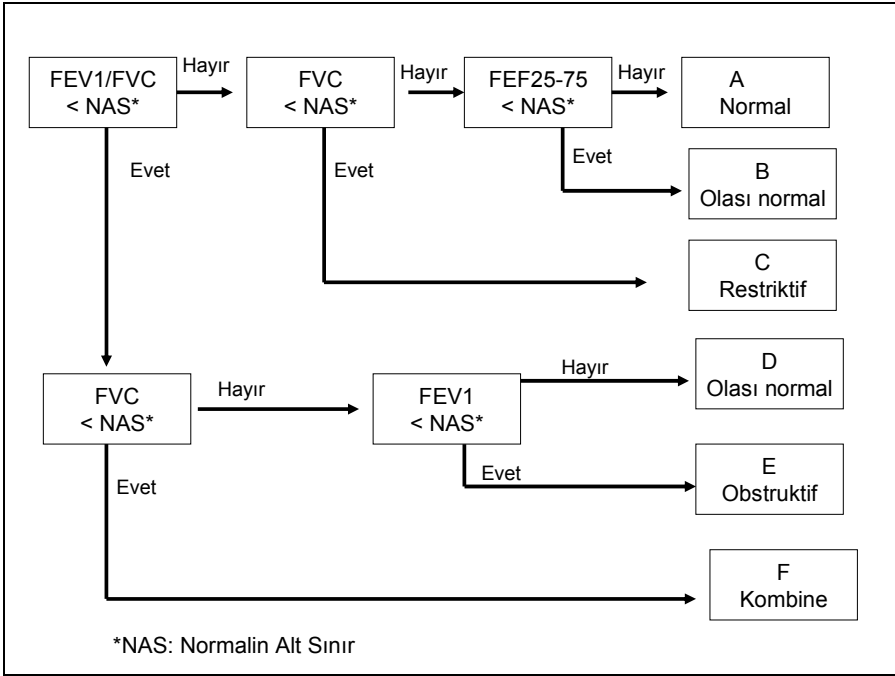 FEV1/FVC
< NAS*
Hayır
FVC
< NAS*
Hayır
FEF25-75
< NAS*
Hayır
A
Normal
Evet
Evet
Evet
B
Olası normal
C
Restriktif
FVC
< NAS*
Hayır
FEV1
< NAS*
Hayır
D
Olası normal
Evet
Evet
E
Obstruktif
F
Kombine
*NAS: Normalin Alt Sınır